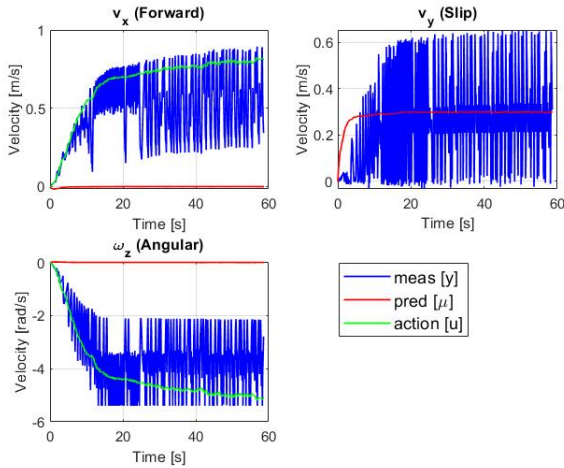 v_x (Forward)
Velocity [m/s]
1
0.5
0
0
20
40
60
Time [s]
v_y (Slip)
Velocity [m/s]
0.6
0.4
0.2
0
0
20
40
60
Time [s]
ω_z (Angular)
Velocity [rad/s]
0
-2
-4
-6
0
20
40
60
Time [s]
meas [y]
pred [μ]
action [u]